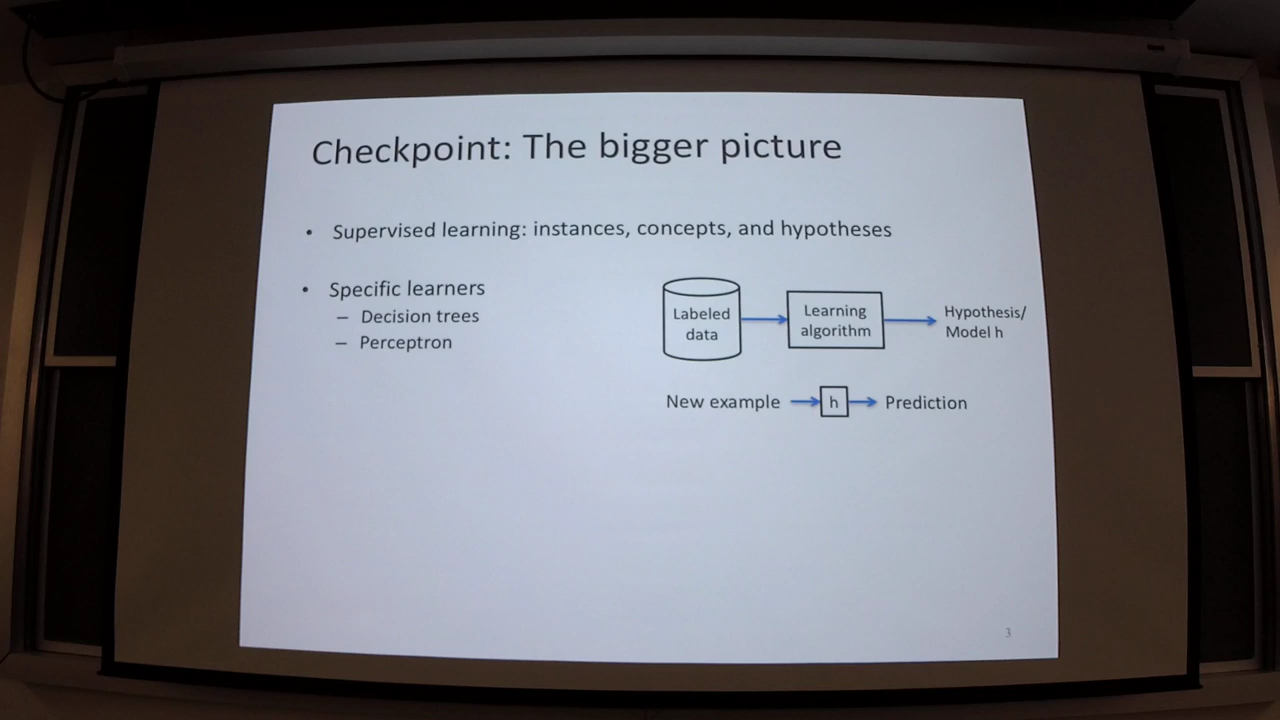 Checkpoint: The bigger picture
• Supervised learning: instances, concepts, and hypotheses
• Specific learners
– Decision trees
– Perceptron
Labeled
data
Learning
algorithm
Hypothesis/
Model h
New example
h
Prediction
3